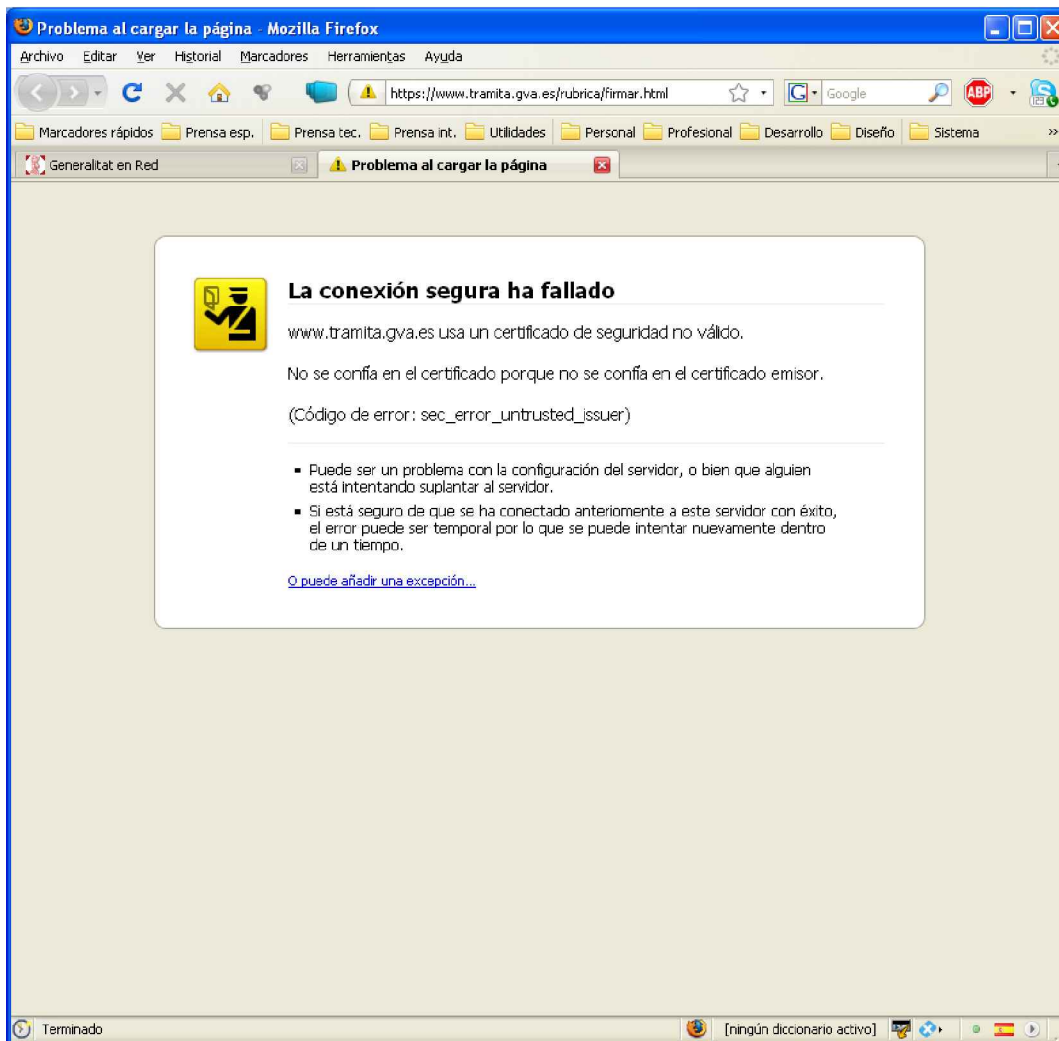 Problema al cargar la página - Mozilla Firefox
Archivo Editar Ver Historial Marcadores Herramientas Ayuda
https://www.tramita.gva.es/rubrica/firmar.html G Google ABP
Marcadores rápidos Prensa esp. Prensa tec. Prensa int. Utilidades Personal Profesional Desarrollo Diseño Sistema »
Generalitat en Red Problema al cargar la página
La conexión segura ha fallado
www.tramita.gva.es usa un certificado de seguridad no válido.
No se confía en el certificado porque no se confía en el certificado emisor.
(Código de error: sec_error_untrusted_issuer)
Puede ser un problema con la configuración del servidor, o bien que alguien
está intentando suplantar al servidor.
Si está seguro de que se ha conectado anteriomente a este servidor con éxito,
el error puede ser temporal por lo que se puede intentar nuevamente dentro
de un tiempo.
O puede añadir una excepción...
Terminado [ningún diccionario activo]